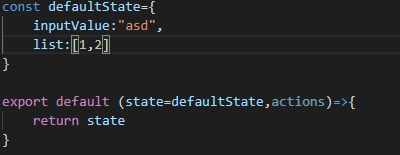 const defaultState={
    inputValue:"asd",
    list:[1,2]
}
export default (state=defaultState,actions)=>{
    return state
}